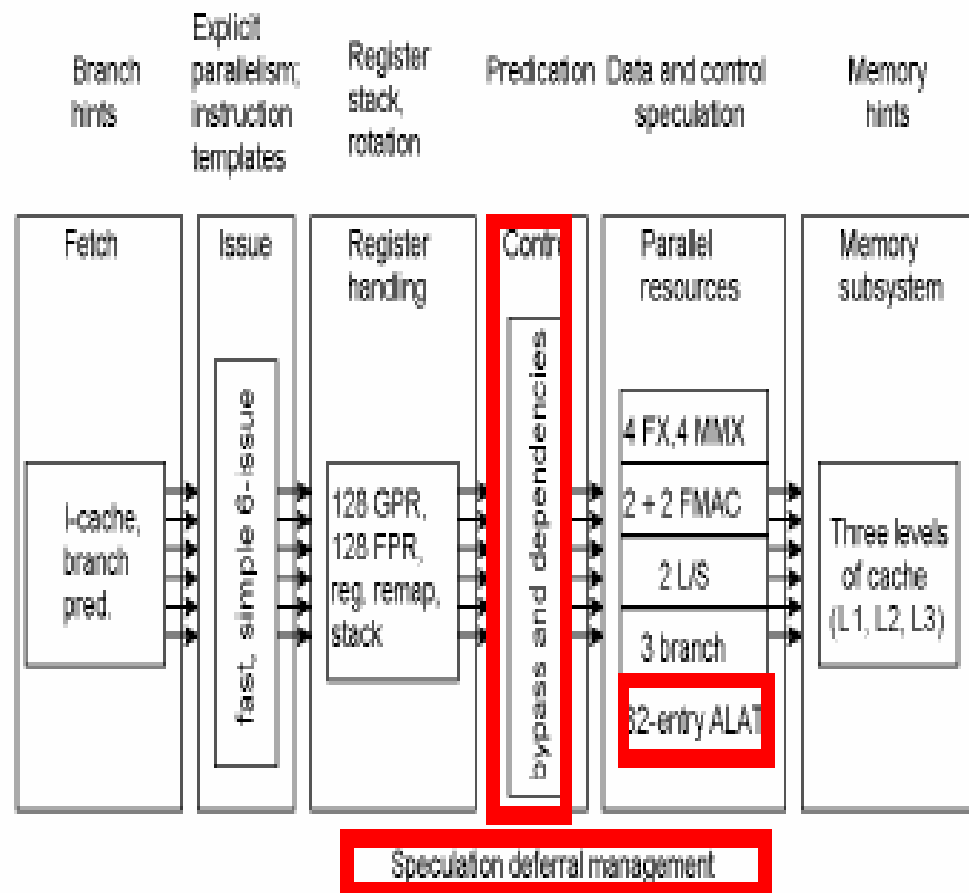 Branch
hints
Explicit
parallelism;
instruction
templates
Register
stack,
rotation
Predication
Data and control
speculation
Memory
hints
Fetch
Issue
Register
handing
Contro
Parallel
resources
Memory
subsystem
I-cache,
branch
pred.
fast, simple 6-issue
128 GPR,
128 FPR,
reg. remap,
stack
bypass and dependencies
4 FX, 4 MMX
2 + 2 FMAC
2 L/S
3 branch
32-entry ALAT
Three levels
of cache
(L1, L2, L3)
Speculation deferral management